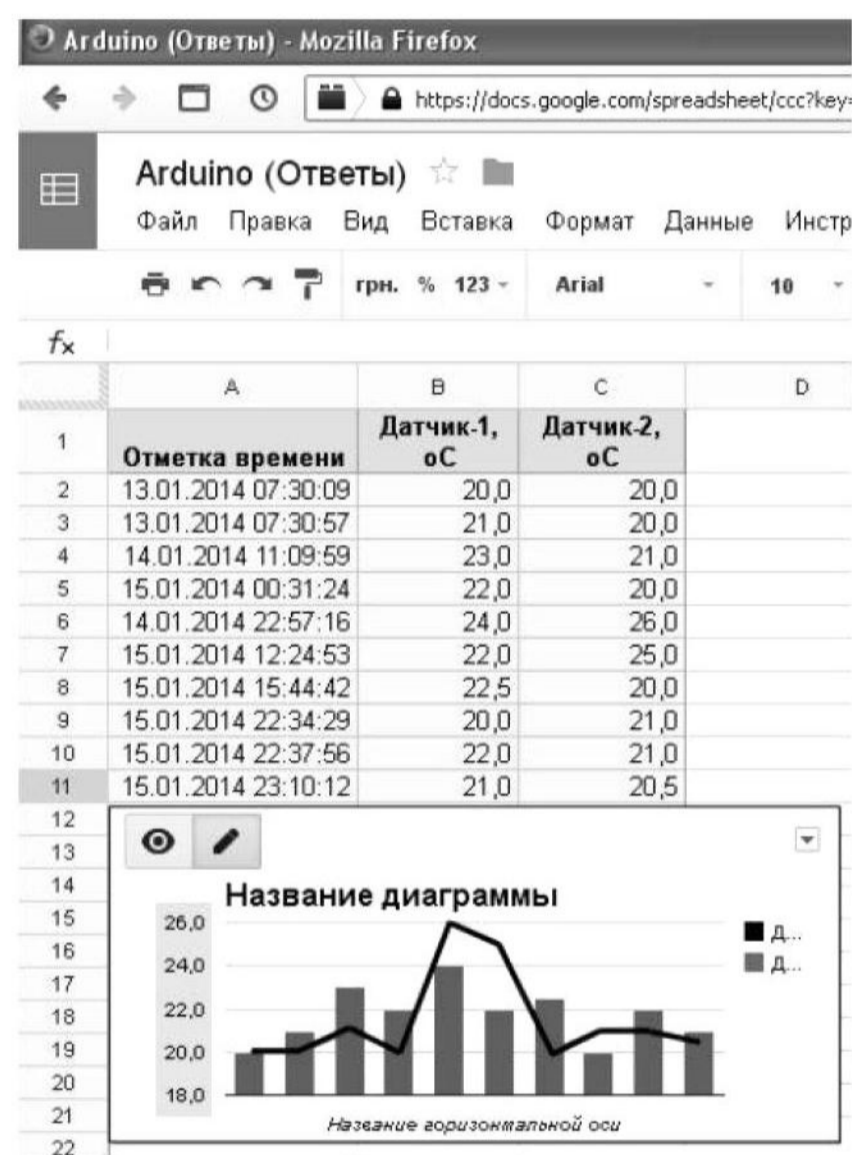 Arduino (Ответы) - Mozilla Firefox
https://docs.google.com/spreadsheet/ccc?key=
Arduino (Ответы)
Файл Правка Вид Вставка Формат Данные Инстр
грн. % 123 Arial 10
fx
A B C D
1 Отметка времени Датчик-1, оС Датчик-2, оС
2 13.01.2014 07:30:09 20,0 20,0
3 13.01.2014 07:30:57 21,0 20,0
4 14.01.2014 11:09:59 23,0 21,0
5 15.01.2014 00:31:24 22,0 20,0
6 14.01.2014 22:57:16 24,0 26,0
7 15.01.2014 12:24:53 22,0 25,0
8 15.01.2014 15:44:42 22,5 20,0
9 15.01.2014 22:34:29 20,0 21,0
10 15.01.2014 22:37:56 22,0 21,0
11 15.01.2014 23:10:12 21,0 20,5
12
13
14
15
16
17
18
19
20
21
22
Название диаграммы
26,0
24,0
22,0
20,0
18,0
Д...
Д...
Название горизонтальной оси